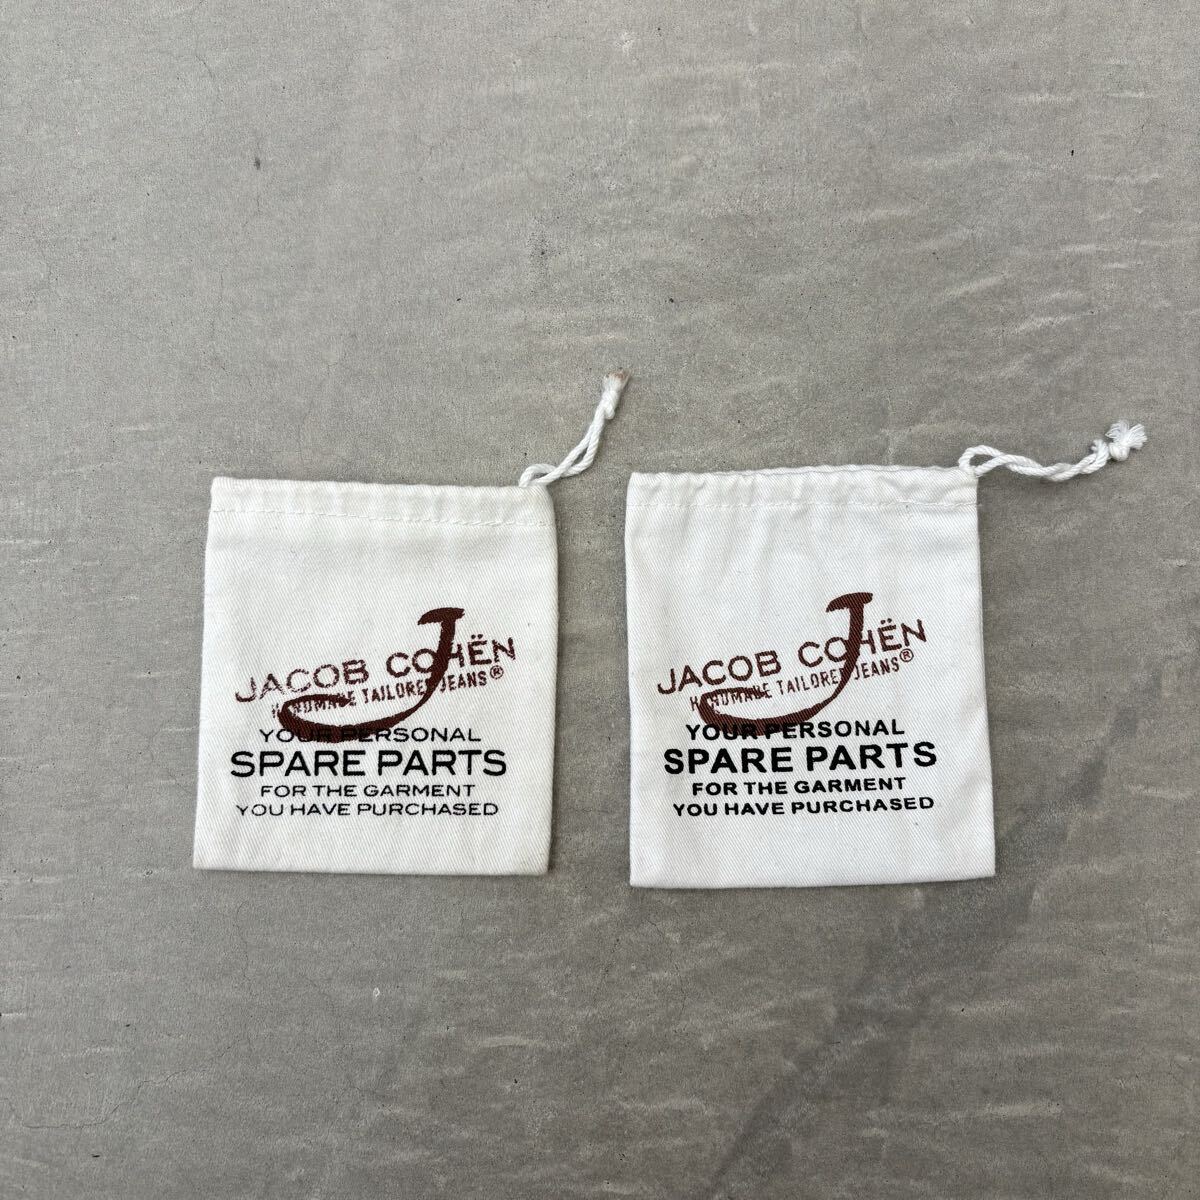 J
JACOB COHËN
HANDMADE TAILORED JEANS®
YOUR PERSONAL
SPARE PARTS
FOR THE GARMENT
YOU HAVE PURCHASED
J
JACOB COHËN
HANDMADE TAILORED JEANS®
YOUR PERSONAL
SPARE PARTS
FOR THE GARMENT
YOU HAVE PURCHASED